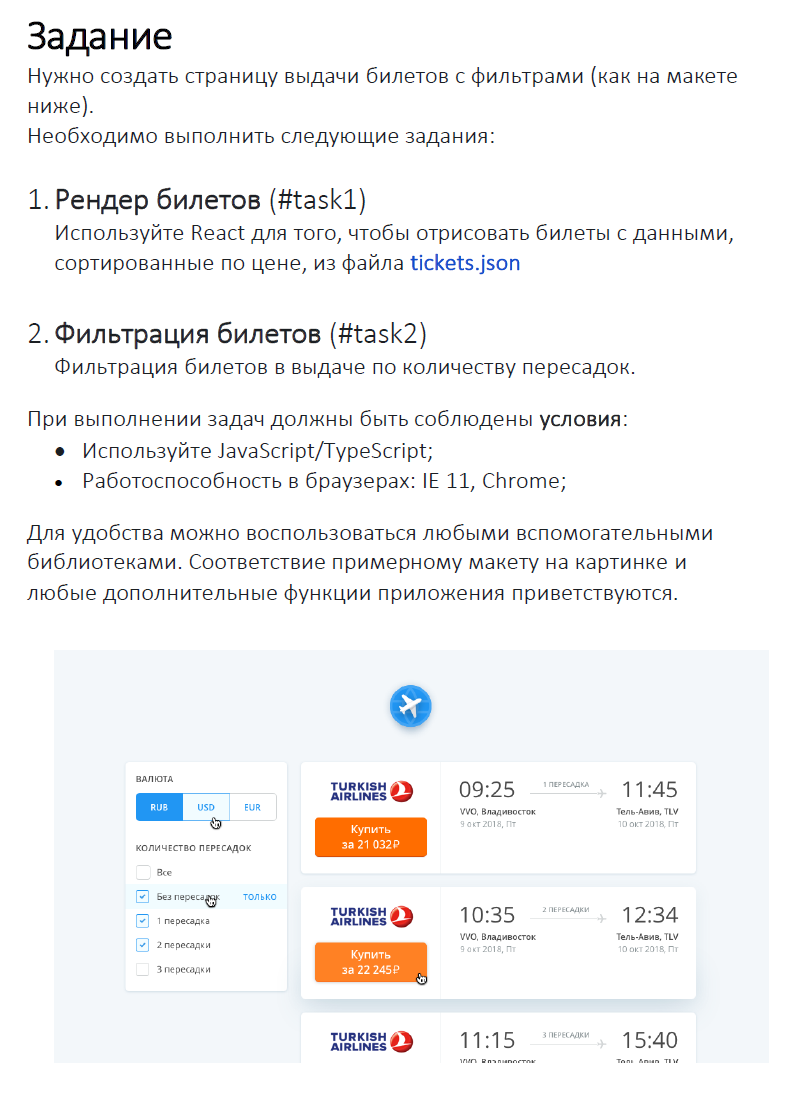 Задание
Нужно создать страницу выдачи билетов с фильтрами (как на макете
ниже).
Необходимо выполнить следующие задания:
1. Рендер билетов (#task1)
Используйте React для того, чтобы отрисовать билеты с данными,
сортированные по цене, из файла tickets.json
2. Фильтрация билетов (#task2)
Фильтрация билетов в выдаче по количеству пересадок.
При выполнении задач должны быть соблюдены условия:
• Используйте JavaScript/TypeScript;
• Работоспособность в браузерах: IE 11, Chrome;
Для удобства можно воспользоваться любыми вспомогательными
библиотеками. Соответствие примерному макету на картинке и
любые дополнительные функции приложения приветствуются.
ВАЛЮТА
RUB USD EUR
КОЛИЧЕСТВО ПЕРЕСАДОК
Все
Без пересадок ТОЛЬКО
1 пересадка
2 пересадки
3 пересадки
TURKISH
AIRLINES
Купить
за 21 032₽
09:25 1 ПЕРЕСАДКА 11:45
VVO, Владивосток Тель-Авив, TLV
9 окт 2018, Пт 10 окт 2018, Пт
TURKISH
AIRLINES
Купить
за 22 245₽
10:35 2 ПЕРЕСАДКИ 12:34
VVO, Владивосток Тель-Авив, TLV
9 окт 2018, Пт 10 окт 2018, Пт
TURKISH
AIRLINES
11:15 3 ПЕРЕСАДКИ 15:40
VVO, Владивосток Тель-Авив, TLV